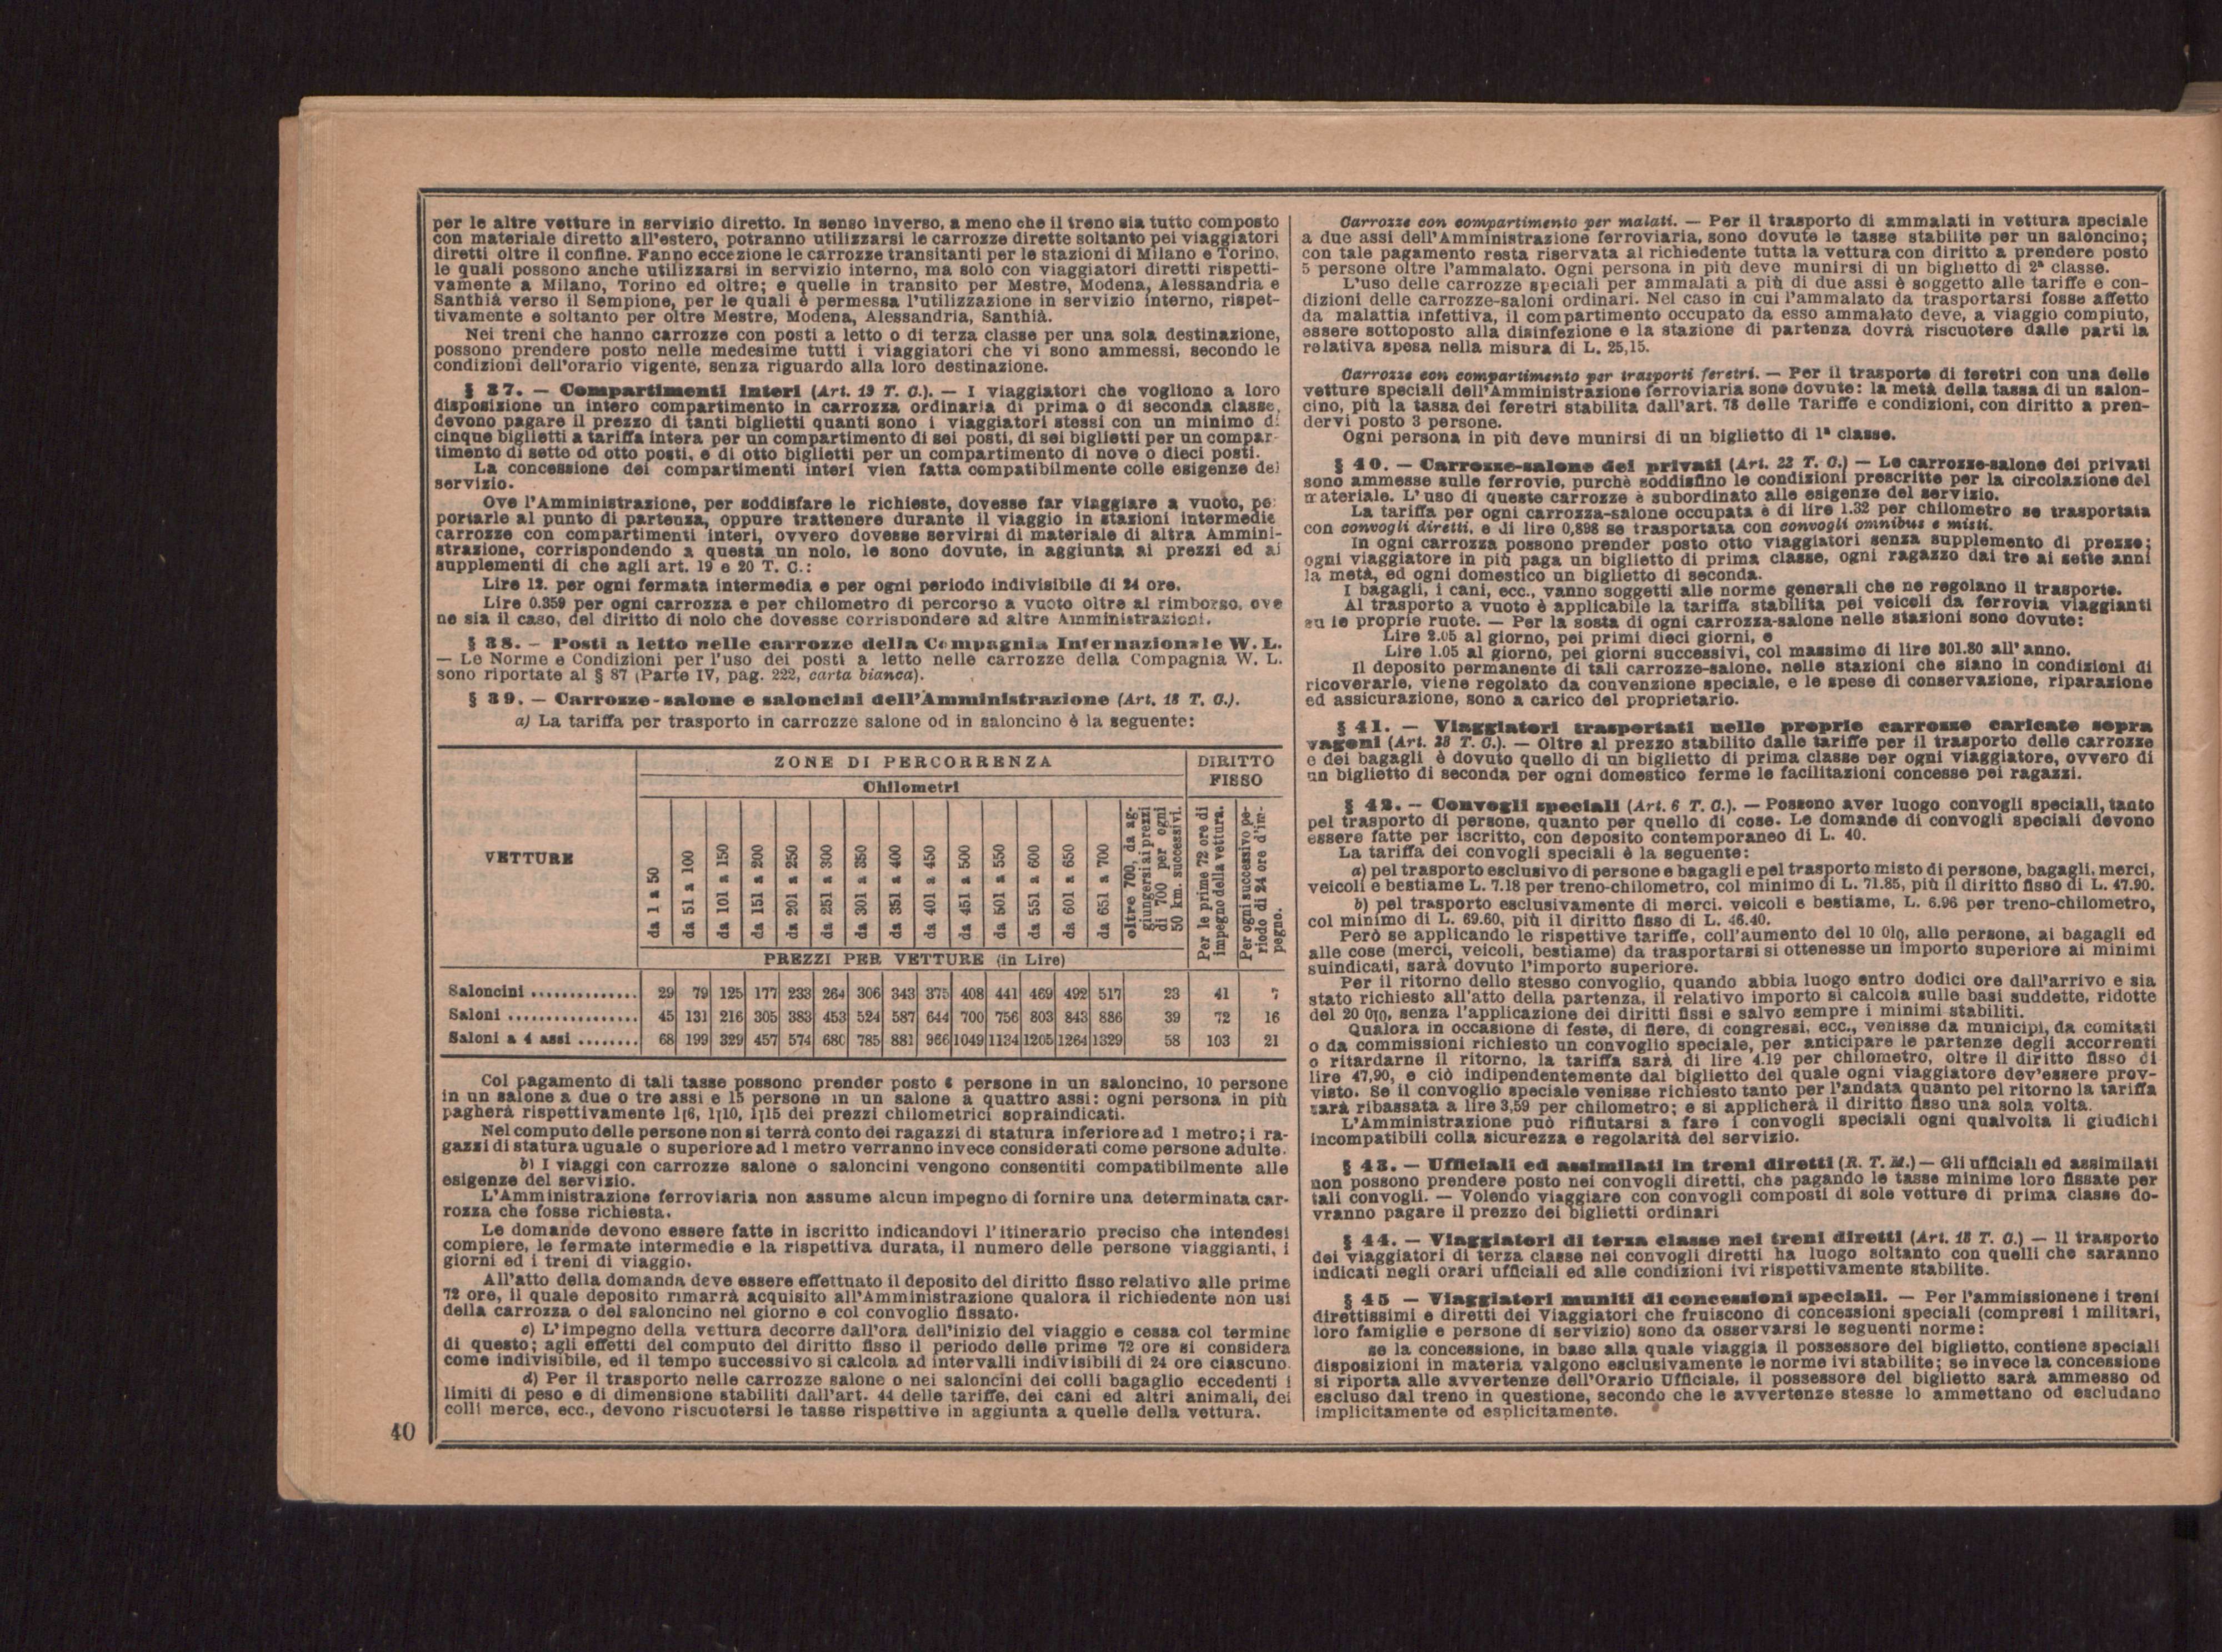 per le altre vetture in servizio diretto. In senso inverso, a meno che il treno sia tutto composto
con materiale diretto all'estero, potranno utilizzarsi le carrozze dirette soltanto pei viaggiatori
diretti oltre il confine. Fanno eccezione le carrozze transitanti per le stazioni di Milano e Torino,
le quali possono anche utilizzarsi in servizio interno, ma solo con viaggiatori diretti rispetti-
vamente a Milano, Torino ed oltre; e quelle in transito per Mestre, Modena, Alessandria e
Santhià verso il Sempione, per le quali è permessa l'utilizzazione in servizio interno, rispet-
tivamente e soltanto per oltre Mestre, Modena, Alessandria, Santhià.
Nei treni che hanno carrozze con posti a letto o di terza classe per una sola destinazione,
possono prendere posto nelle medesime tutti i viaggiatori che vi sono ammessi, secondo le
condizioni dell'orario vigente, senza riguardo alla loro destinazione.
§ 37. — Compartimenti interi (Art. 19 T. C.). — I viaggiatori che vogliono a loro
disposizione un intero compartimento in carrozza ordinaria di prima o di seconda classe,
devono pagare il prezzo di tanti biglietti quanti sono i viaggiatori stessi con un minimo di
cinque biglietti a tariffa intera per un compartimento di sei posti, di sei biglietti per un compar-
timento di sette od otto posti, e di otto biglietti per un compartimento di nove o dieci posti.
La concessione dei compartimenti interi vien fatta compatibilmente colle esigenze del
servizio.
Ove l'Amministrazione, per soddisfare le richieste, dovesse far viaggiare a vuoto, pe
portarle al punto di partenza, oppure trattenere durante il viaggio in stazioni intermedie
carrozze con compartimenti interi, ovvero dovesse servirsi di materiale di altra Ammini-
strazione, corrispondendo a questa un nolo, le sono dovute, in aggiunta ai prezzi ed ai
supplementi di che agli art. 19 e 20 T. C.:
Lire 12. per ogni fermata intermedia e per ogni periodo indivisibile di 24 ore.
Lire 0.359 per ogni carrozza e per chilometro di percorso a vuoto oltre al rimborso, ove
ne sia il caso, del diritto di nolo che dovesse corrispondere ad altre Amministrazioni.
§ 38. — Posti a letto nelle carrozze della Compagnia Internazionale W. L.
— Le Norme e Condizioni per l'uso dei posti a letto nelle carrozze della Compagnia W. L.
sono riportate al § 87 (Parte IV, pag. 222, carta bianca).
§ 39. — Carrozze-salone e saloncini dell'Amministrazione (Art. 18 T. C.).
a) La tariffa per trasporto in carrozze salone od in saloncino è la seguente:
VETTURE
ZONE DI PERCORRENZA
Chilometri
da 1 a 50
da 51 a 100
da 101 a 150
da 151 a 200
da 201 a 250
da 251 a 300
da 301 a 350
da 351 a 400
da 401 a 450
da 451 a 500
da 501 a 550
da 551 a 600
da 601 a 650
da 651 a 700
oltre 700, da ag-
giungersi ai prezzi
di 700 per ogni
50 km. successivi.
DIRITTO
FISSO
Per le prime 72 ore di
impegno della vettura.
Per ogni successivo pe-
riodo di 24 ore d'im-
pegno.
PREZZI PER VETTURE (in Lire)
Saloncini .............. 29 79 125 177 233 264 306 343 375 408 441 469 492 517 23 41 7
Saloni ................. 45 131 216 305 383 453 524 587 644 700 756 803 843 886 39 72 16
Saloni a 4 assi ........ 68 199 329 457 574 680 785 881 966 1049 1134 1205 1264 1329 58 103 21
Col pagamento di tali tasse possono prender posto 6 persone in un saloncino, 10 persone
in un salone a due o tre assi e 15 persone in un salone a quattro assi: ogni persona in più
pagherà rispettivamente 1|6, 1|10, 1|15 dei prezzi chilometrici sopraindicati.
Nel computo delle persone non si terrà conto dei ragazzi di statura inferiore ad 1 metro; i ra-
gazzi di statura uguale o superiore ad 1 metro verranno invece considerati come persone adulte.
b) I viaggi con carrozze salone o saloncini vengono consentiti compatibilmente alle
esigenze del servizio.
L'Amministrazione ferroviaria non assume alcun impegno di fornire una determinata car-
rozza che fosse richiesta.
Le domande devono essere fatte in iscritto indicandovi l'itinerario preciso che intendesi
compiere, le fermate intermedie e la rispettiva durata, il numero delle persone viaggianti, i
giorni ed i treni di viaggio.
All'atto della domanda deve essere effettuato il deposito del diritto fisso relativo alle prime
72 ore, il quale deposito rimarrà acquisito all'Amministrazione qualora il richiedente non usi
della carrozza o del saloncino nel giorno e col convoglio fissato.
c) L'impegno della vettura decorre dall'ora dell'inizio del viaggio e cessa col termine
di questo; agli effetti del computo del diritto fisso il periodo delle prime 72 ore si considera
come indivisibile, ed il tempo successivo si calcola ad intervalli indivisibili di 24 ore ciascuno.
d) Per il trasporto nelle carrozze salone o nei saloncini dei colli bagaglio eccedenti i
limiti di peso e di dimensione stabiliti dall'art. 44 delle tariffe, dei cani ed altri animali, dei
colli merce, ecc., devono riscuotersi le tasse rispettive in aggiunta a quelle della vettura.
40
Carrozze con compartimento per malati. — Per il trasporto di ammalati in vettura speciale
a due assi dell'Amministrazione ferroviaria, sono dovute le tasse stabilite per un saloncino;
con tale pagamento resta riservata al richiedente tutta la vettura con diritto a prendere posto
5 persone oltre l'ammalato. Ogni persona in più deve munirsi di un biglietto di 2ª classe.
L'uso delle carrozze speciali per ammalati a più di due assi è soggetto alle tariffe e con-
dizioni delle carrozze-saloni ordinari. Nel caso in cui l'ammalato da trasportarsi fosse affetto
da malattia infettiva, il compartimento occupato da esso ammalato deve, a viaggio compiuto,
essere sottoposto alla disinfezione e la stazione di partenza dovrà riscuotere dalle parti la
relativa spesa nella misura di L. 25,15.
Carrozze con compartimento per trasporti feretri. — Per il trasporto di feretri con una delle
vetture speciali dell'Amministrazione ferroviaria sono dovute: la metà della tassa di un salon-
cino, più la tassa dei feretri stabilita dall'art. 78 delle Tariffe e condizioni, con diritto a pren-
dervi posto 3 persone.
Ogni persona in più deve munirsi di un biglietto di 1ª classe.
§ 40. — Carrozze-salone dei privati (Art. 22 T. C.) — Le carrozze-salone dei privati
sono ammesse sulle ferrovie, purchè soddisfino le condizioni prescritte per la circolazione del
materiale. L'uso di queste carrozze è subordinato alle esigenze del servizio.
La tariffa per ogni carrozza-salone occupata è di lire 1.32 per chilometro se trasportata
con convogli diretti, e di lire 0,898 se trasportata con convogli omnibus e misti.
In ogni carrozza possono prender posto otto viaggiatori senza supplemento di prezzo;
ogni viaggiatore in più paga un biglietto di prima classe, ogni ragazzo dai tre ai sette anni
la metà, ed ogni domestico un biglietto di seconda.
I bagagli, i cani, ecc., vanno soggetti alle norme generali che ne regolano il trasporto.
Al trasporto a vuoto è applicabile la tariffa stabilita pei veicoli da ferrovia viaggianti
su le proprie ruote. — Per la sosta di ogni carrozza-salone nelle stazioni sono dovute:
Lire 2.05 al giorno, pei primi dieci giorni, e
Lire 1.05 al giorno, pei giorni successivi, col massimo di lire 301.80 all'anno.
Il deposito permanente di tali carrozze-salone, nelle stazioni che siano in condizioni di
ricoverarle, viene regolato da convenzione speciale, e le spese di conservazione, riparazione
ed assicurazione, sono a carico del proprietario.
§ 41. — Viaggiatori trasportati nelle proprie carrozze caricate sopra
vagoni (Art. 23 T. C.). — Oltre al prezzo stabilito dalle tariffe per il trasporto delle carrozze
e dei bagagli è dovuto quello di un biglietto di prima classe per ogni viaggiatore, ovvero di
un biglietto di seconda per ogni domestico ferme le facilitazioni concesse pei ragazzi.
§ 42. — Convogli speciali (Art. 6 T. C.). — Possono aver luogo convogli speciali, tanto
pel trasporto di persone, quanto per quello di cose. Le domande di convogli speciali devono
essere fatte per iscritto, con deposito contemporaneo di L. 40.
La tariffa dei convogli speciali è la seguente:
a) pel trasporto esclusivo di persone e bagagli e pel trasporto misto di persone, bagagli, merci,
veicoli e bestiame L. 7.18 per treno-chilometro, col minimo di L. 71.85, più il diritto fisso di L. 47.90.
b) pel trasporto esclusivamente di merci. veicoli e bestiame, L. 6.96 per treno-chilometro,
col minimo di L. 69.60, più il diritto fisso di L. 46.40.
Però se applicando le rispettive tariffe, coll'aumento del 10 0|0, alle persone, ai bagagli ed
alle cose (merci, veicoli, bestiame) da trasportarsi si ottenesse un importo superiore ai minimi
suindicati, sarà dovuto l'importo superiore.
Per il ritorno dello stesso convoglio, quando abbia luogo entro dodici ore dall'arrivo e sia
stato richiesto all'atto della partenza, il relativo importo si calcola sulle basi suddette, ridotte
del 20 0|0, senza l'applicazione dei diritti fissi e salvo sempre i minimi stabiliti.
Qualora in occasione di feste, di fiere, di congressi, ecc., venisse da municipi, da comitati
o da commissioni richiesto un convoglio speciale, per anticipare le partenze degli accorrenti
o ritardarne il ritorno, la tariffa sarà di lire 4.19 per chilometro, oltre il diritto fisso di
lire 47,90, e ciò indipendentemente dal biglietto del quale ogni viaggiatore dev'essere prov-
visto. Se il convoglio speciale venisse richiesto tanto per l'andata quanto pel ritorno la tariffa
sarà ribassata a lire 3,59 per chilometro; e si applicherà il diritto fisso una sola volta.
L'Amministrazione può rifiutarsi a fare i convogli speciali ogni qualvolta li giudichi
incompatibili colla sicurezza e regolarità del servizio.
§ 43. — Ufficiali ed assimilati in treni diretti (R. T. M.) — Gli ufficiali ed assimilati
non possono prendere posto nei convogli diretti, che pagando le tasse minime loro fissate per
tali convogli. — Volendo viaggiare con convogli composti di sole vetture di prima classe do-
vranno pagare il prezzo dei biglietti ordinari
§ 44. — Viaggiatori di terza classe nei treni diretti (Art. 18 T. C.) — Il trasporto
dei viaggiatori di terza classe nei convogli diretti ha luogo soltanto con quelli che saranno
indicati negli orari ufficiali ed alle condizioni ivi rispettivamente stabilite.
§ 45 — Viaggiatori muniti di concessioni speciali. — Per l'ammissionene i treni
direttissimi e diretti dei Viaggiatori che fruiscono di concessioni speciali (compresi i militari,
loro famiglie e persone di servizio) sono da osservarsi le seguenti norme:
se la concessione, in base alla quale viaggia il possessore del biglietto, contiene speciali
disposizioni in materia valgono esclusivamente le norme ivi stabilite; se invece la concessione
si riporta alle avvertenze dell'Orario Ufficiale, il possessore del biglietto sarà ammesso od
escluso dal treno in questione, secondo che le avvertenze stesse lo ammettano od escludano
implicitamente od esplicitamente.